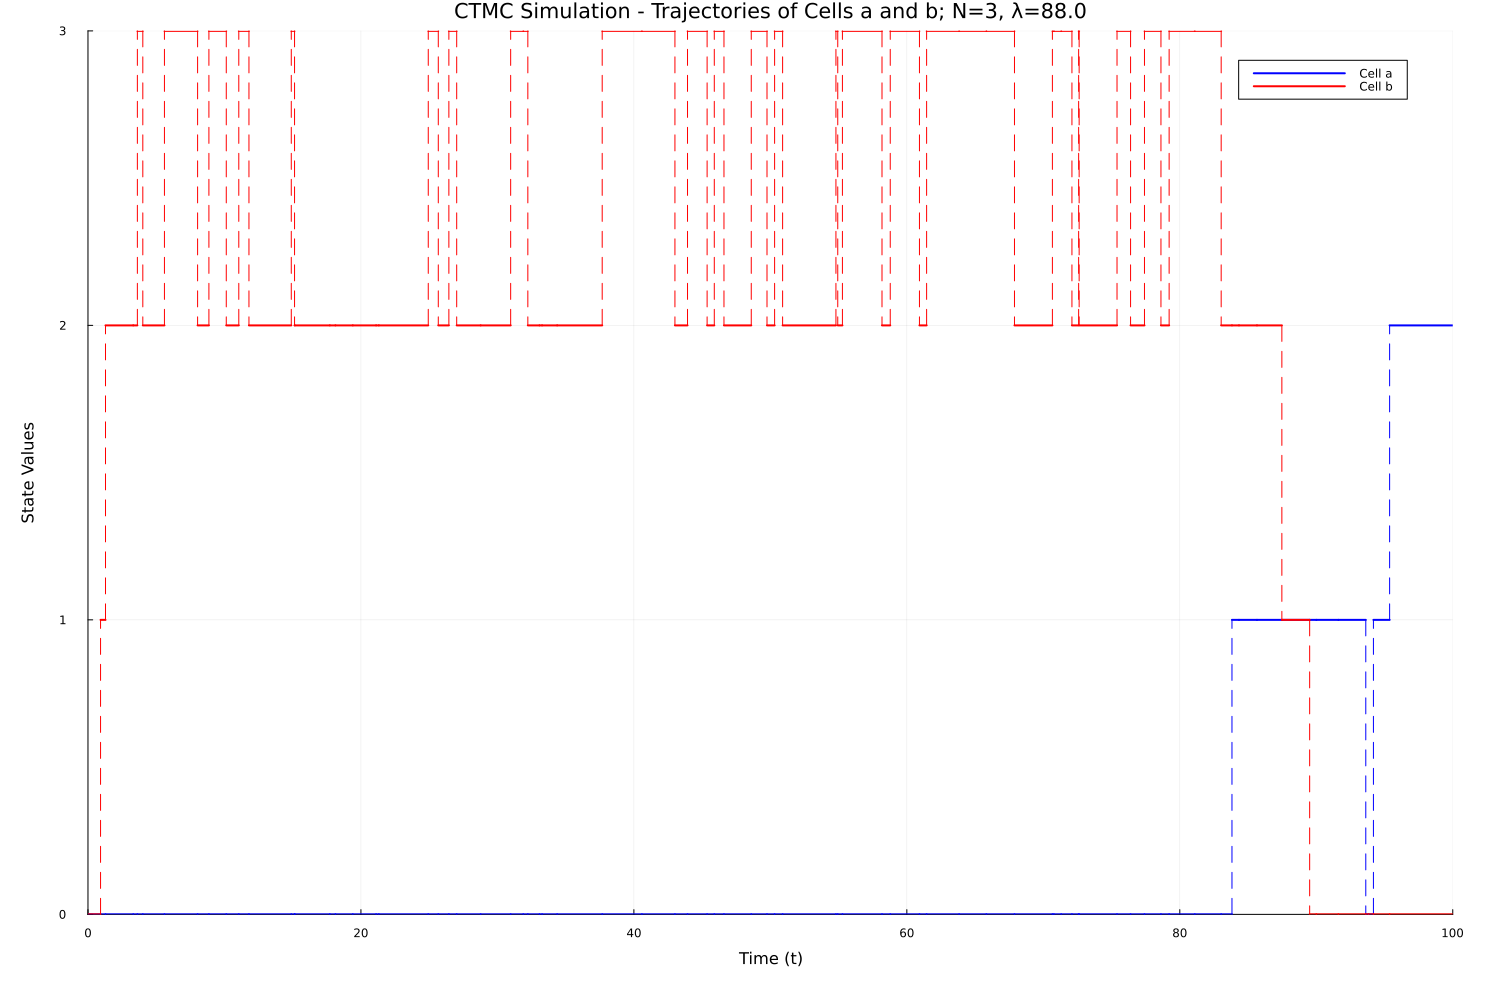 CTMC Simulation - Trajectories of Cells a and b; N=3, λ=88.0
3
Cell a
Cell b
2
State Values
1
0
0 20 40 60 80 100
Time (t)